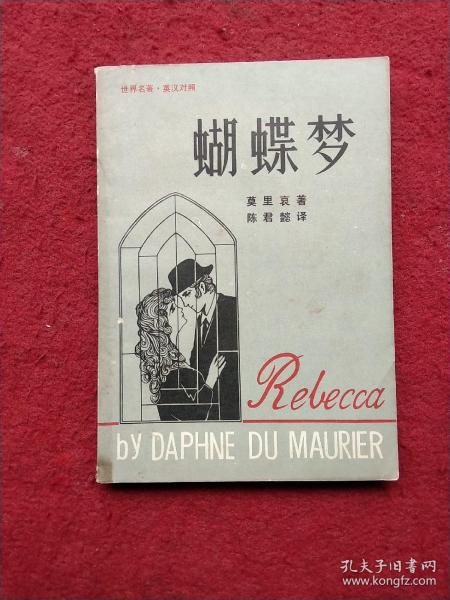 世界名著·英汉对照
蝴蝶梦
莫里哀著
陈君懿译
Rebecca
by DAPHNE DU MAURIER
孔夫子旧书网
www.kongfz.com